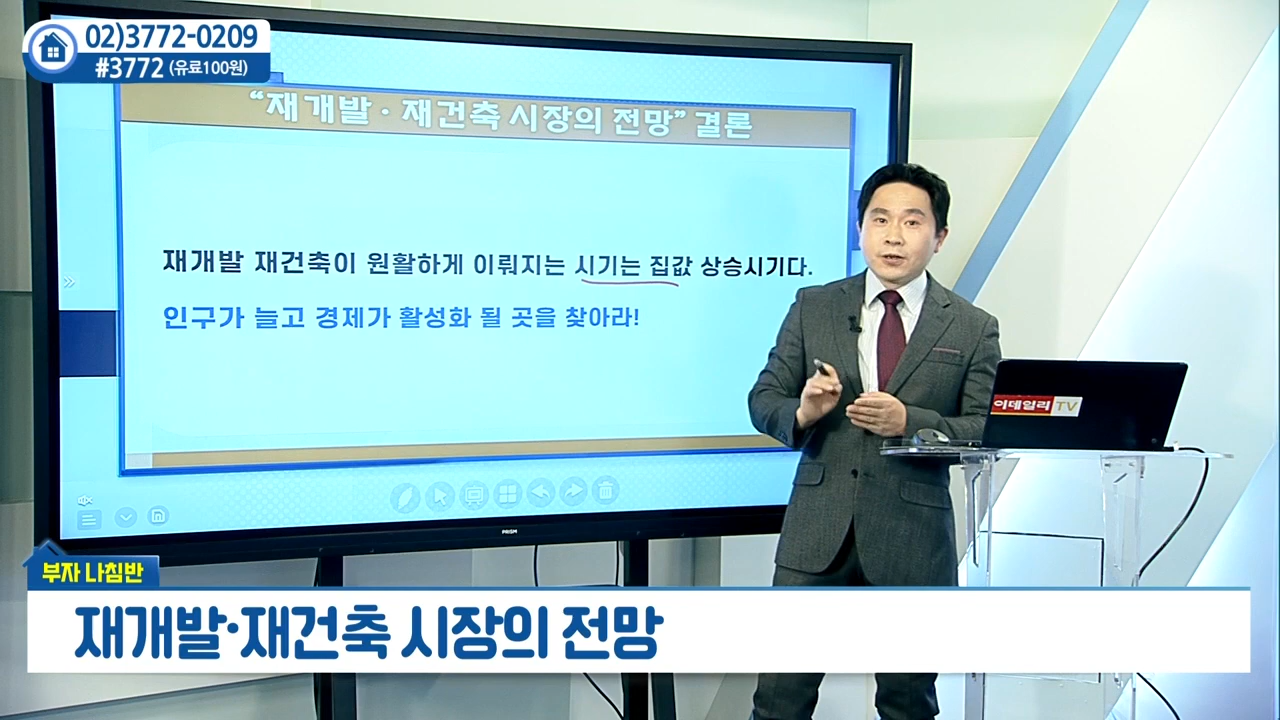 02)3772-0209
#3772 (유료100원)
“재개발 · 재건축 시장의 전망” 결론
재개발 재건축이 원활하게 이뤄지는 시기는 집값 상승시기다.
인구가 늘고 경제가 활성화 될 곳을 찾아라!
이데일리 TV
PRISM
부자 나침반
재개발·재건축 시장의 전망